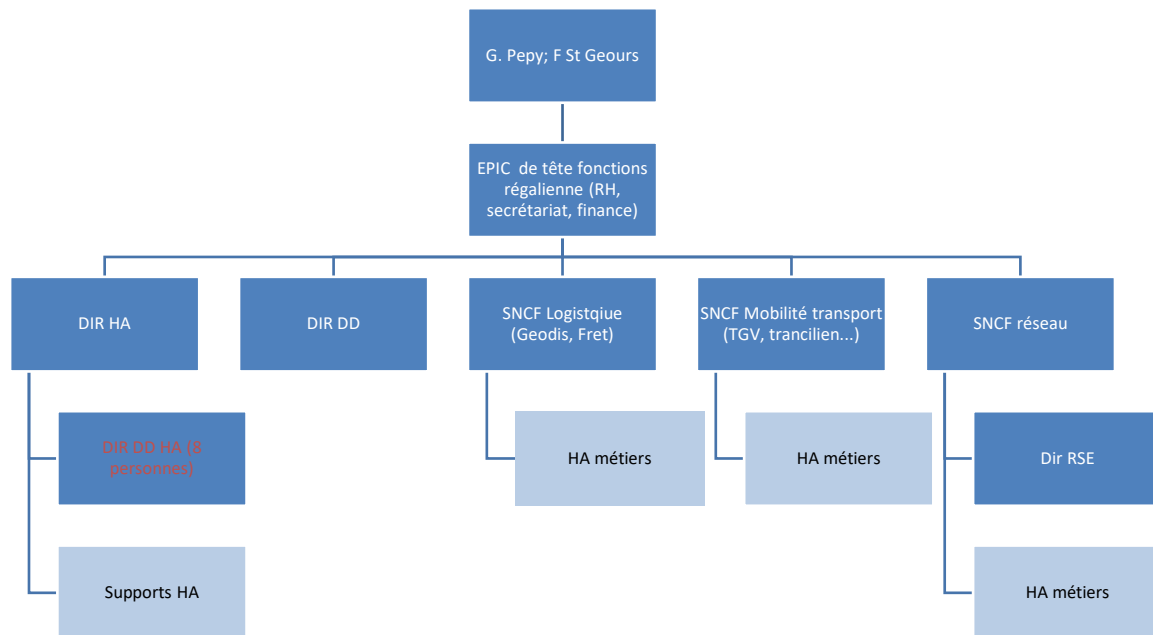 G. Pepy; F St Geours
EPIC de tête fonctions
régalienne (RH,
secrétariat, finance)
DIR HA
DIR DD
SNCF Logistqiue
(Geodis, Fret)
SNCF Mobilité transport
(TGV, trancilien...)
SNCF réseau
DIR DD HA (8
personnes)
HA métiers
HA métiers
Dir RSE
Supports HA
HA métiers